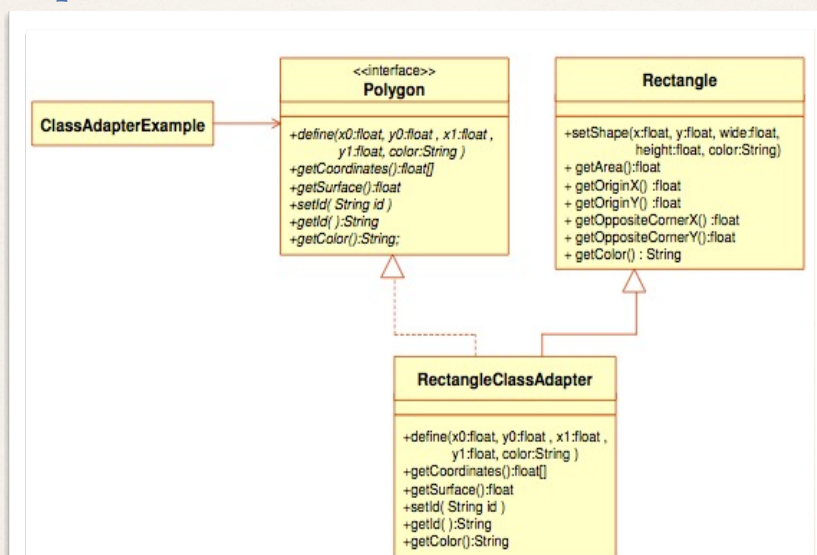 ClassAdapterExample
<<interface>>
Polygon
+define(x0:float, y0:float , x1:float ,
y1:float, color:String )
+getCoordinates():float[]
+getSurface():float
+setId( String id )
+getId( ):String
+getColor():String;
Rectangle
+setShape(x:float, y:float, wide:float,
height:float, color:String)
+ getArea():float
+ getOriginX() :float
+ getOriginY() :float
+ getOppositeCornerX() :float
+ getOppositeCornerY():float
+ getColor() : String
RectangleClassAdapter
+define(x0:float, y0:float , x1:float ,
y1:float, color:String )
+getCoordinates():float[]
+getSurface():float
+setId( String id )
+getId( ):String
+getColor():String